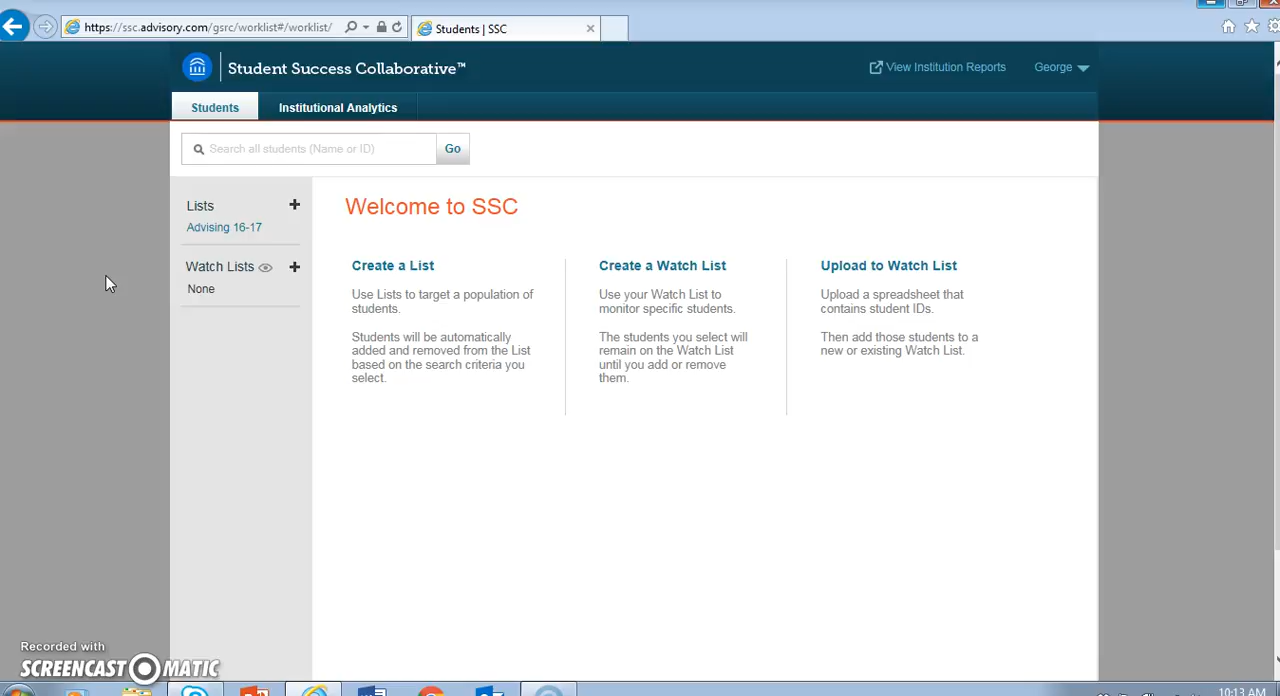 https://ssc.advisory.com/gsrc/worklist#/worklist/
Students | SSC
Student Success Collaborative™
View Institution Reports
George
Students
Institutional Analytics
Search all students (Name or ID)
Go
Lists
Advising 16-17
Watch Lists
None
Welcome to SSC
Create a List
Use Lists to target a population of
students.
Students will be automatically
added and removed from the List
based on the search criteria you
select.
Create a Watch List
Use your Watch List to
monitor specific students.
The students you select will
remain on the Watch List
until you add or remove
them.
Upload to Watch List
Upload a spreadsheet that
contains student IDs.
Then add those students to a
new or existing Watch List.
Recorded with
SCREENCAST-O-MATIC
10:13 AM